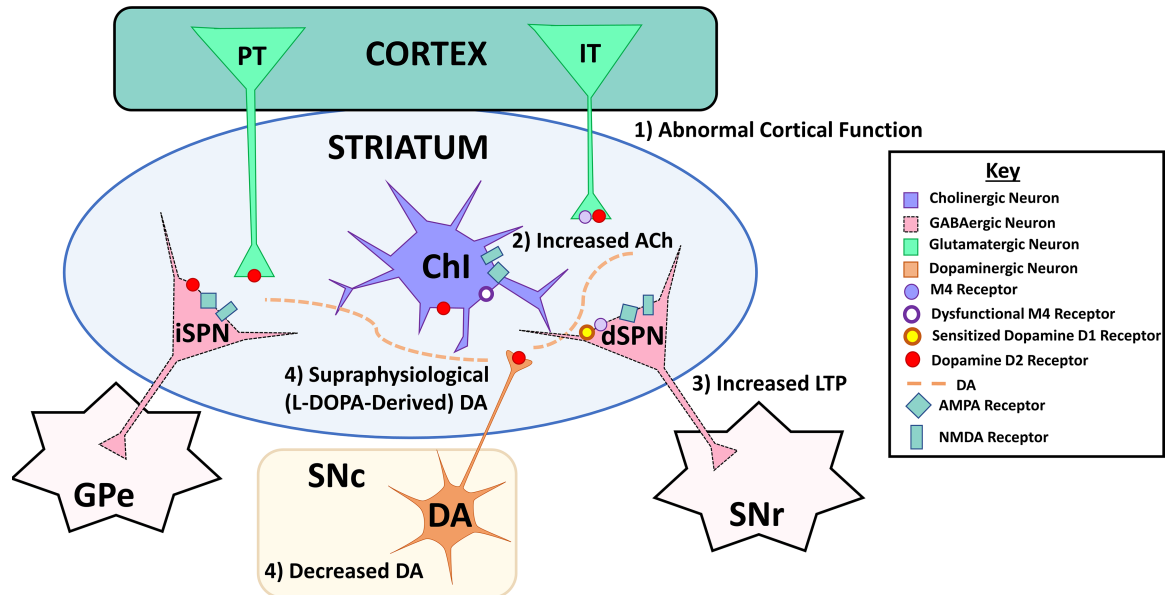 PT
CORTEX
IT
1) Abnormal Cortical Function
STRIATUM
2) Increased ACh
ChI
iSPN
dSPN
4) Supraphysiological
(L-DOPA-Derived) DA
3) Increased LTP
GPe
SNc
DA
4) Decreased DA
SNr
Key
Cholinergic Neuron
GABAergic Neuron
Glutamatergic Neuron
Dopaminergic Neuron
M4 Receptor
Dysfunctional M4 Receptor
Sensitized Dopamine D1 Receptor
Dopamine D2 Receptor
DA
AMPA Receptor
NMDA Receptor